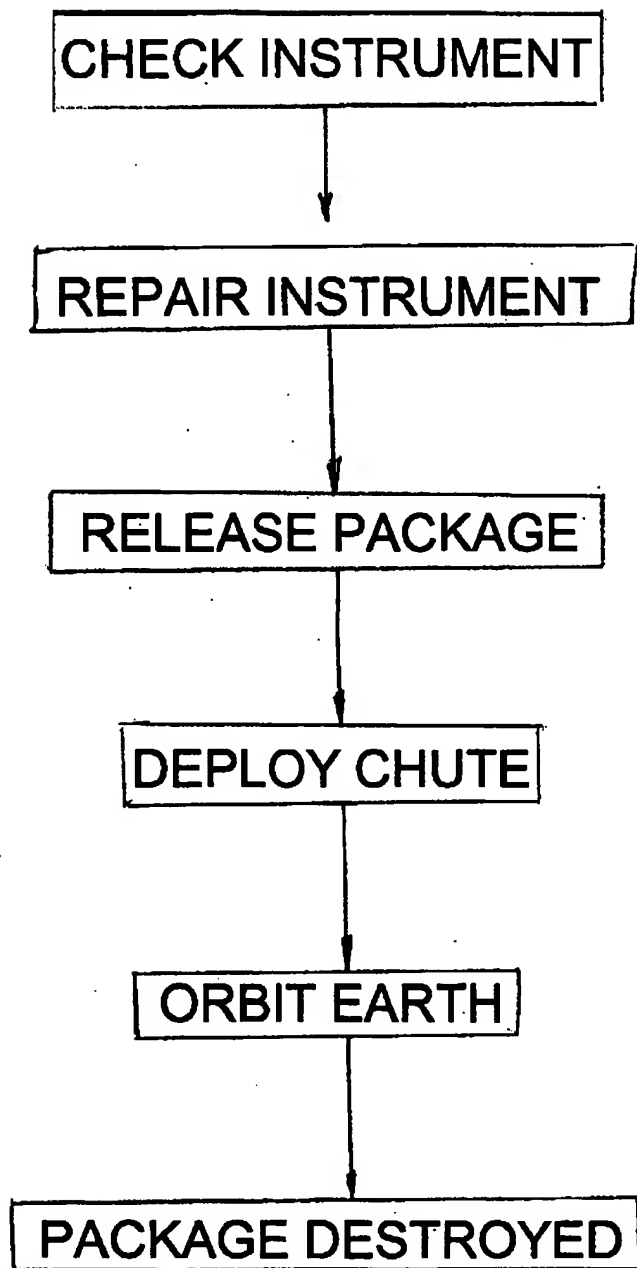 CHECK INSTRUMENT
REPAIR INSTRUMENT
RELEASE PACKAGE
DEPLOY CHUTE
ORBIT EARTH
PACKAGE DESTROYED